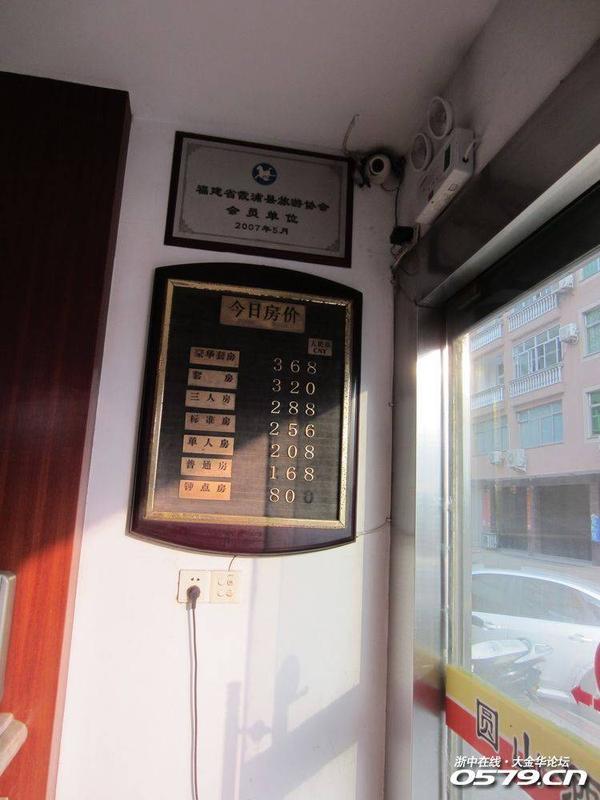 福建省霞浦县旅游协会
会员单位
2007年5月
今日房价
人民币
CNY
豪华套房 368
套房 320
三人房 288
标准房 256
单人房 208
普通房 168
钟点房 80
圆山
浙中在线·大金华论坛
0579.cn